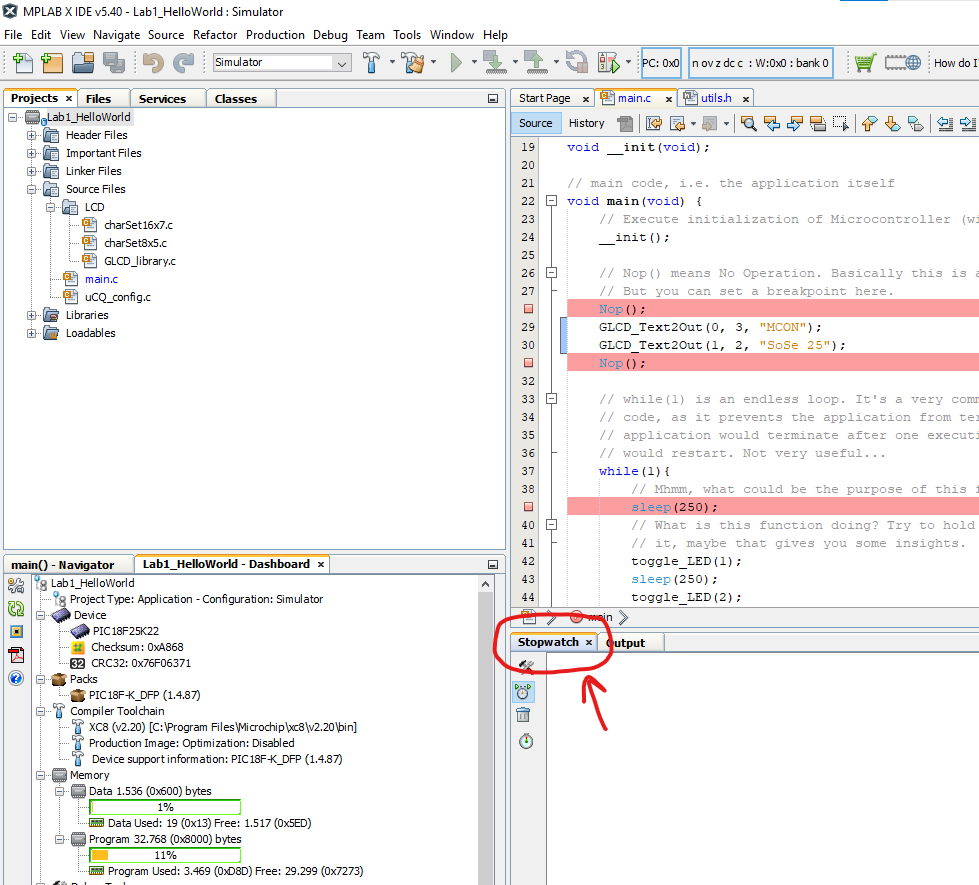 MPLAB X IDE v5.40 - Lab1_HelloWorld : Simulator
File Edit View Navigate Source Refactor Production Debug Team Tools Window Help
Simulator
PC: 0x0
n ov z dc c : W:0x0 : bank 0
How do I
Projects × Files Services Classes
Lab1_HelloWorld
Header Files
Important Files
Linker Files
Source Files
LCD
charSet16x7.c
charSet8x5.c
GLCD_library.c
main.c
uCQ_config.c
Libraries
Loadables
Start Page × main.c × utils.h ×
Source History
19 void __init(void);
20
21 // main code, i.e. the application itself
22 void main(void) {
23 // Execute initialization of Microcontroller (wi
24 __init();
25
26 // Nop() means No Operation. Basically this is a
27 // But you can set a breakpoint here.
Nop();
29 GLCD_Text2Out(0, 3, "MCON");
30 GLCD_Text2Out(1, 2, "SoSe 25");
Nop();
32
33 // while(1) is an endless loop. It's a very comm
34 // code, as it prevents the application from ter
35 // application would terminate after one executi
36 // would restart. Not very useful...
37 while(1){
38 // Mhmm, what could be the purpose of this f
sleep(250);
40 // What is this function doing? Try to hold
41 // it, maybe that gives you some insights.
42 toggle_LED(1);
43 sleep(250);
44 toggle_LED(2);
main
main() - Navigator Lab1_HelloWorld - Dashboard ×
Lab1_HelloWorld
Project Type: Application - Configuration: Simulator
Device
PIC18F25K22
Checksum: 0xA868
32 CRC32: 0x76F06371
Packs
PIC18F-K_DFP (1.4.87)
Compiler Toolchain
XC8 (v2.20) [C:\Program Files\Microchip\xc8\v2.20\bin]
Production Image: Optimization: Disabled
Device support information: PIC18F-K_DFP (1.4.87)
Memory
Data 1.536 (0x600) bytes
1%
Data Used: 19 (0x13) Free: 1.517 (0x5ED)
Program 32.768 (0x8000) bytes
11%
Program Used: 3.469 (0xD8D) Free: 29.299 (0x7273)
Stopwatch × Output